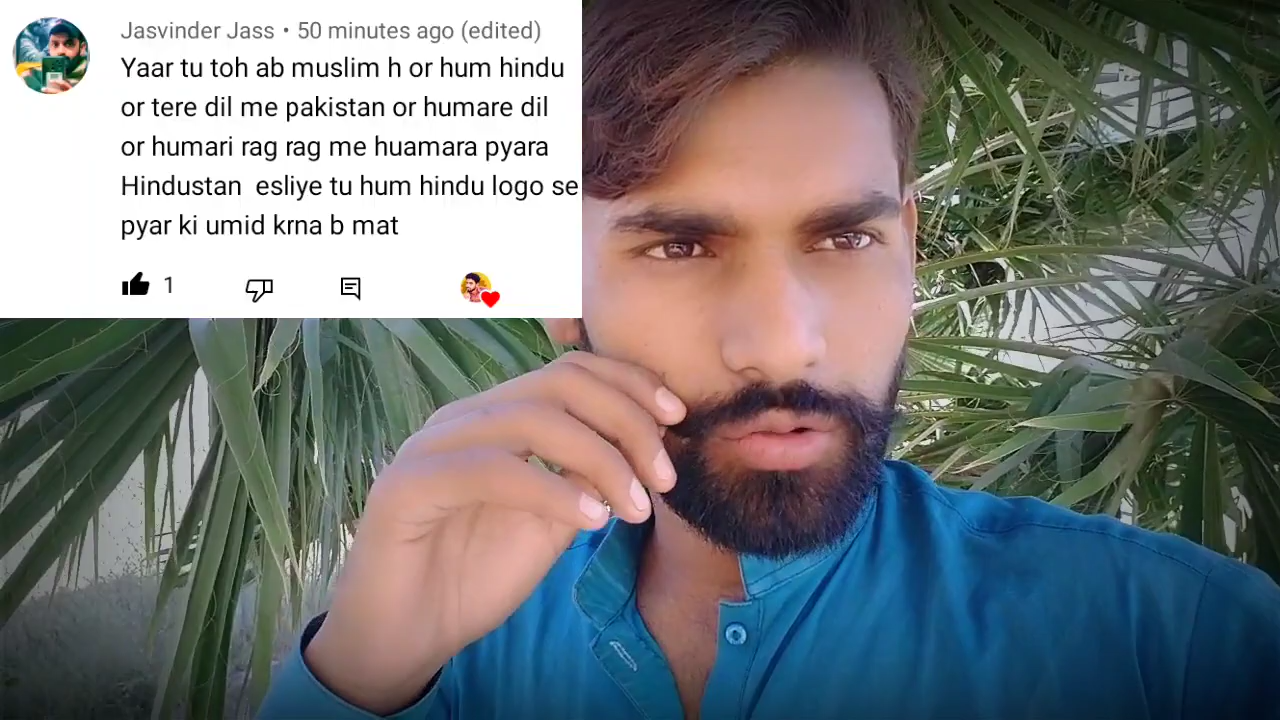 Jasvinder Jass • 50 minutes ago (edited)
Yaar tu toh ab muslim h or hum hindu
or tere dil me pakistan or humare dil
or humari rag rag me huamara pyara
Hindustan esliye tu hum hindu logo se
pyar ki umid krna b mat
1